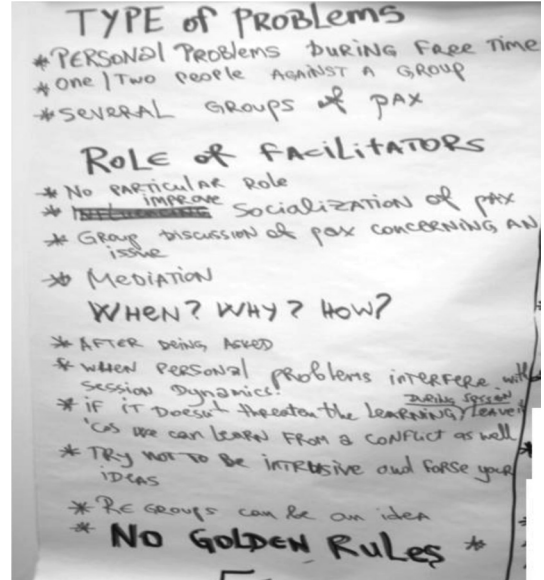 TYPE of PROBLEMS
* PERSONAL PROBLEMS DURING FREE Time
* ONE / TWO PEOPLE AGAINST A GROUP
* SEVERAL GROUPS of PAX
ROLE of FACILITATORS
* NO PARTICULAR ROLE
IMPROVE
* INFLUENCING SOCIALIZATION of PAX
* GROUP DISCUSSION of pax CONCERNING AN
issue
* MEDIATION
WHEN? WHY? HOW?
* AFTER BEING ASKED
* WHEN PERSONAL PROBLEMS INTERFERE with
Session Dynamics.
DURING SESSION
* if IT DOESN't threaten the LEARNING, leave it
'cos we can LEARN FROM a CONFLICT as well
* TRY NOT TO BE INTRUSIVE and forse your
IDEAS
* RE GROUPS can be an idea
* NO GOLDEN RULES *